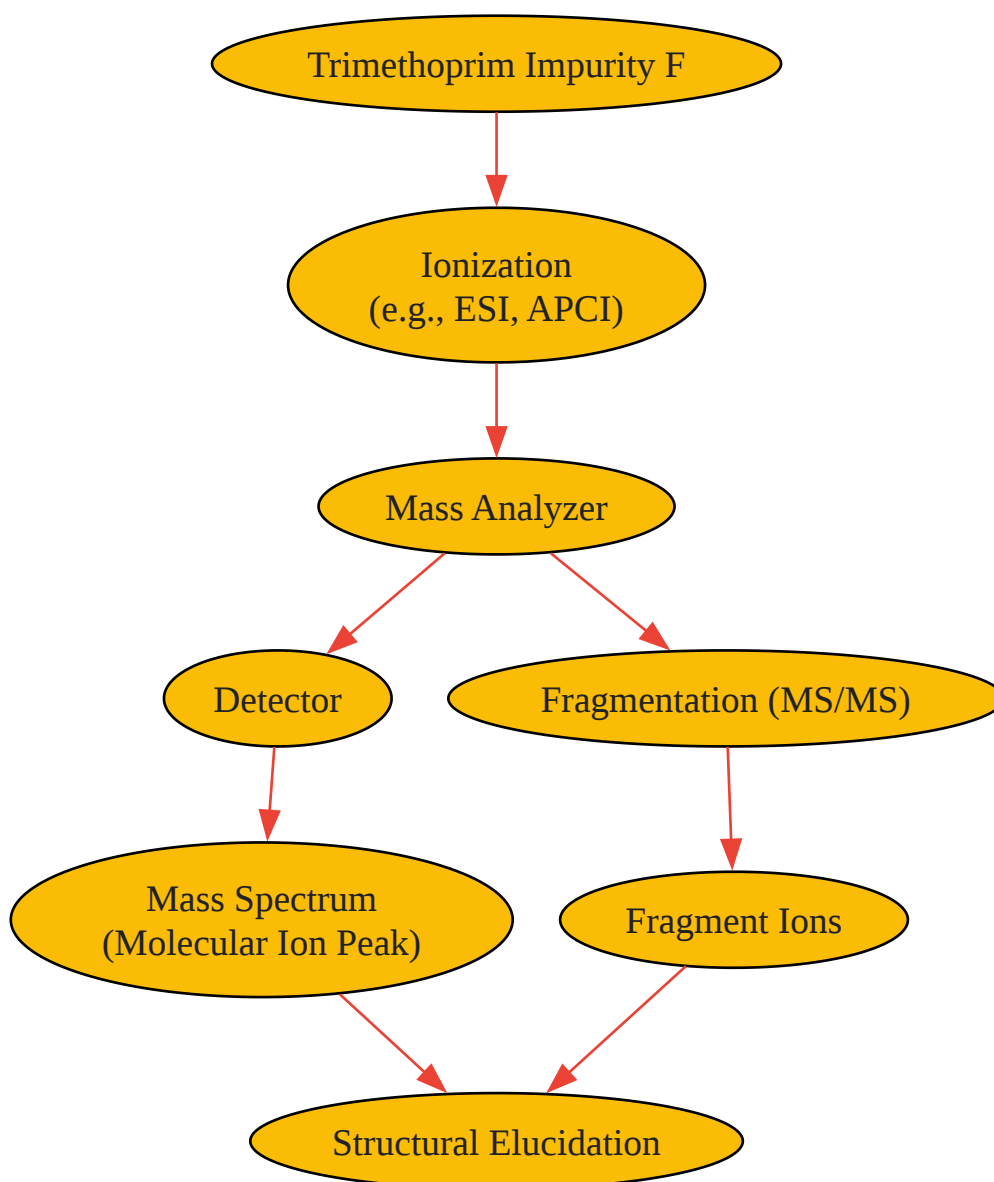 Trimethoprim Impurity F
Ionization
(e.g., ESI, APCI)
Mass Analyzer
Detector
Fragmentation (MS/MS)
Mass Spectrum
(Molecular Ion Peak)
Fragment Ions
Structural Elucidation